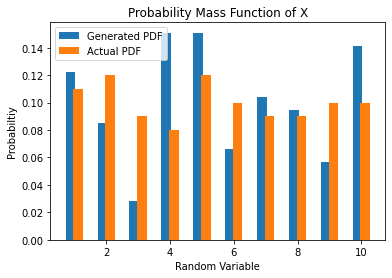 Probability Mass Function of X
Generated PDF
Actual PDF
0.14
0.12
0.10
0.08
0.06
0.04
0.02
0.00
Probabiltiy
2 4 6 8 10
Random Variable